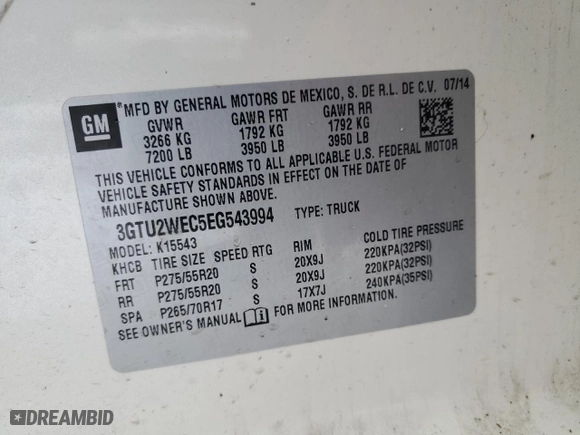 GM
MFD BY GENERAL MOTORS DE MEXICO, S. DE R.L. DE C.V. 07/14
GVWR GAWR FRT GAWR RR
3266 KG 1792 KG 1792 KG
7200 LB 3950 LB 3950 LB
THIS VEHICLE CONFORMS TO ALL APPLICABLE U.S. FEDERAL MOTOR
VEHICLE SAFETY STANDARDS IN EFFECT ON THE DATE OF
MANUFACTURE SHOWN ABOVE.
3GTU2WEC5EG543994 TYPE: TRUCK
MODEL: K15543
KHCB TIRE SIZE SPEED RTG RIM COLD TIRE PRESSURE
FRT P275/55R20 S 20X9J 220KPA(32PSI)
RR P275/55R20 S 20X9J 220KPA(32PSI)
SPA P265/70R17 S 17X7J 240KPA(35PSI)
SEE OWNER'S MANUAL i FOR MORE INFORMATION.
DREAMBID